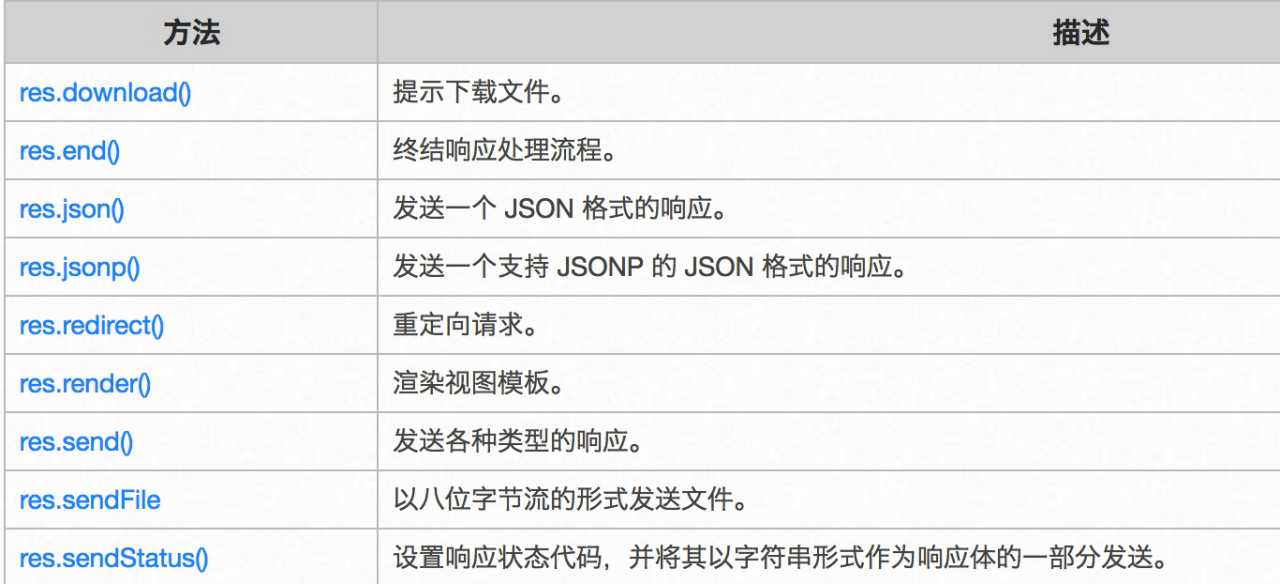 方法 描述
res.download() 提示下载文件。
res.end() 终结响应处理流程。
res.json() 发送一个 JSON 格式的响应。
res.jsonp() 发送一个支持 JSONP 的 JSON 格式的响应。
res.redirect() 重定向请求。
res.render() 渲染视图模板。
res.send() 发送各种类型的响应。
res.sendFile 以八位字节流的形式发送文件。
res.sendStatus() 设置响应状态代码，并将其以字符串形式作为响应体的一部分发送。